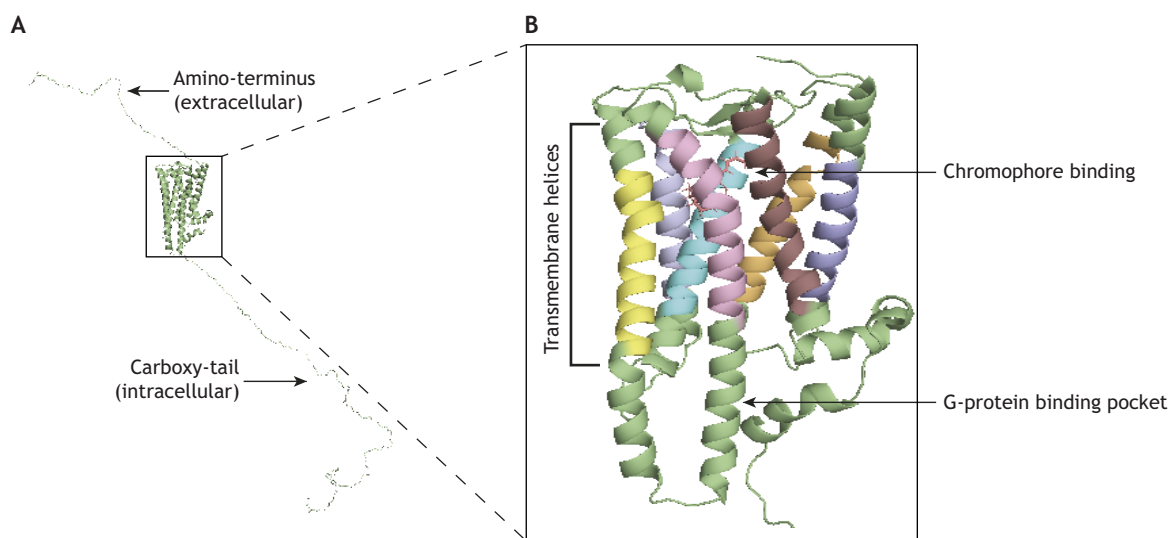 A
Amino-terminus
(extracellular)
Carboxy-tail
(intracellular)
B
Transmembrane helices
Chromophore binding
G-protein binding pocket